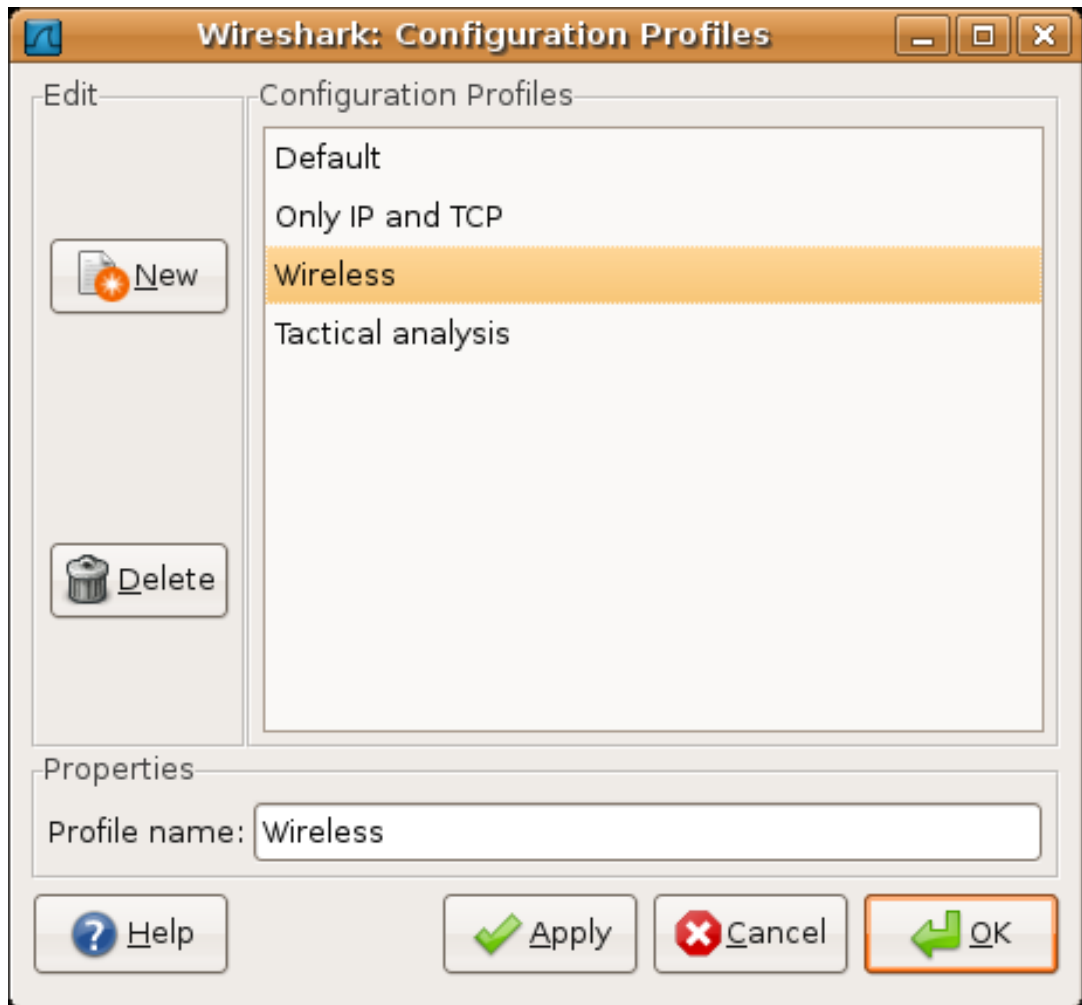 Wireshark: Configuration Profiles
Edit
Configuration Profiles
Default
Only IP and TCP
New
Wireless
Tactical analysis
Delete
Properties
Profile name: Wireless
Help
Apply
Cancel
OK